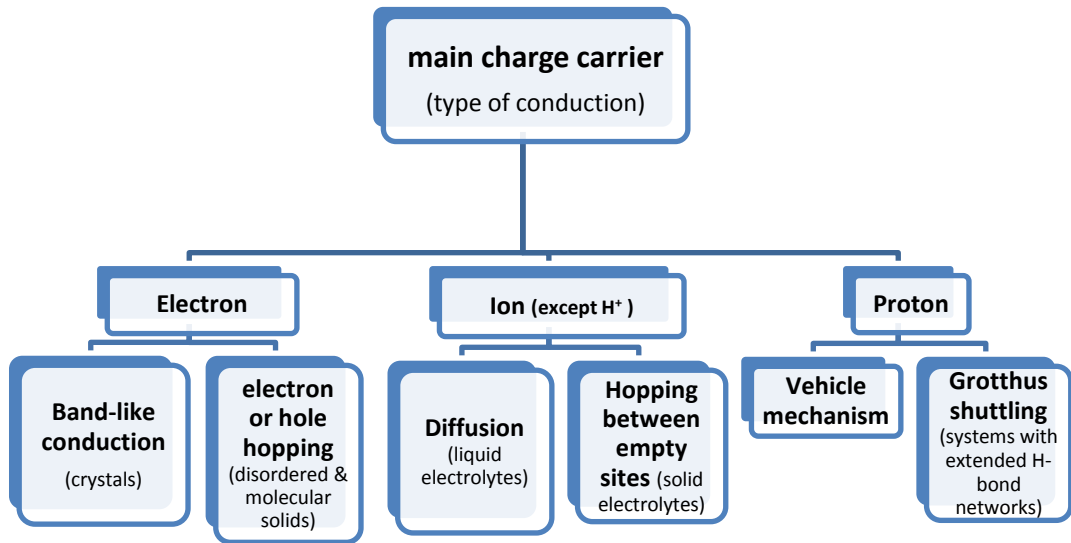 main charge carrier
(type of conduction)
Electron
Ion (except H⁺ )
Proton
Band-like
conduction
(crystals)
electron
or hole
hopping
(disordered &
molecular
solids)
Diffusion
(liquid
electrolytes)
Hopping
between
empty
sites (solid
electrolytes)
Vehicle
mechanism
Grotthus
shuttling
(systems with
extended H-
bond
networks)